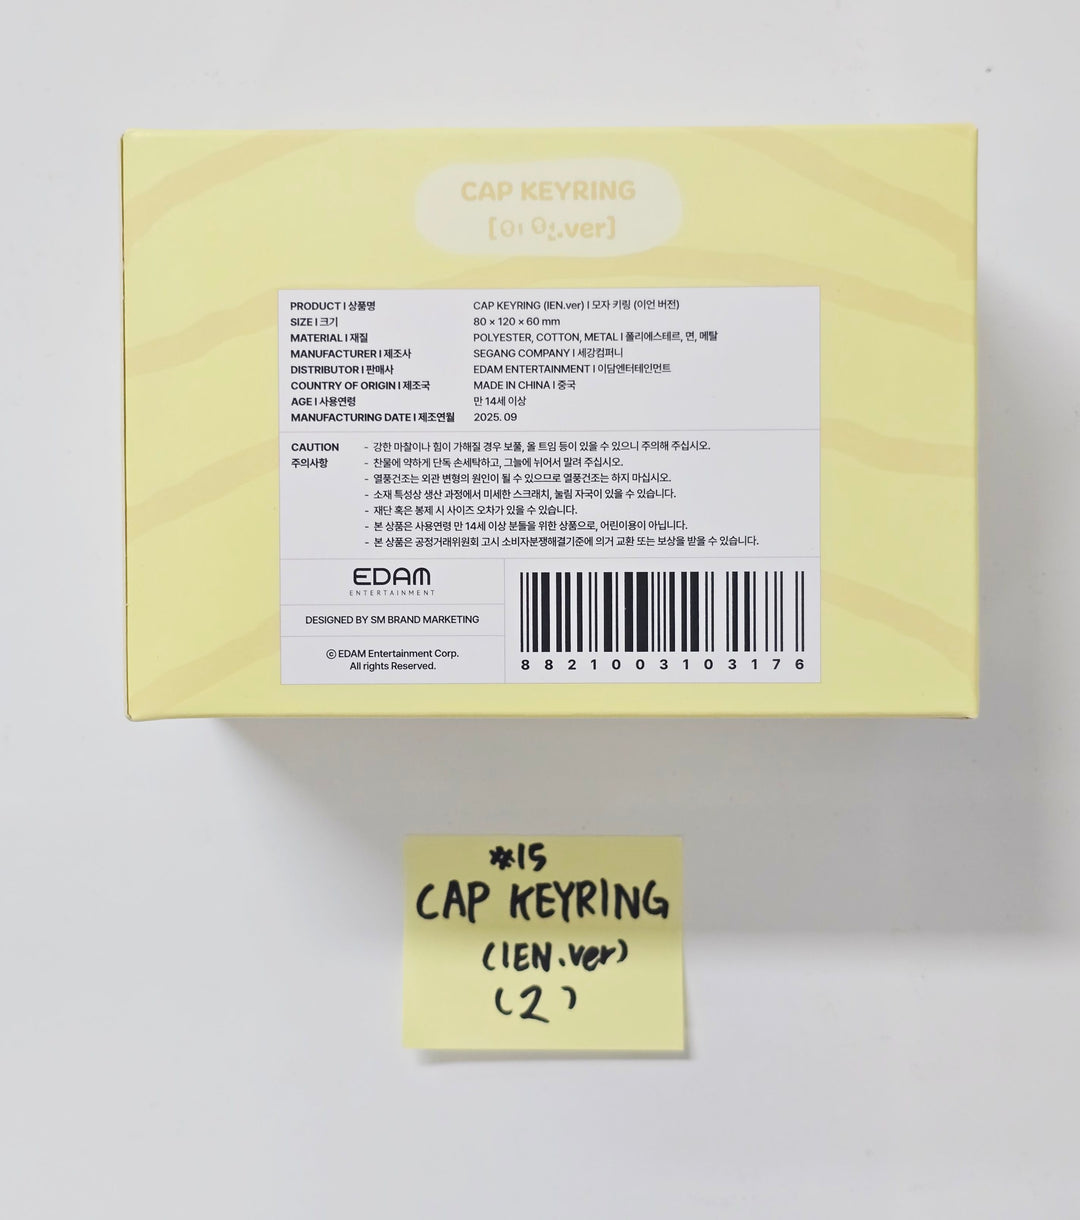 CAP KEYRING
[이언.ver]
PRODUCT I 상품명 CAP KEYRING (IEN.ver) I 모자 키링 (이언 버전)
SIZE I 크기 80 × 120 × 60 mm
MATERIAL I 재질 POLYESTER, COTTON, METAL I 폴리에스테르, 면, 메탈
MANUFACTURER I 제조사 SEGANG COMPANY I 세강컴퍼니
DISTRIBUTOR I 판매사 EDAM ENTERTAINMENT I 이담엔터테인먼트
COUNTRY OF ORIGIN I 제조국 MADE IN CHINA I 중국
AGE I 사용연령 만 14세 이상
MANUFACTURING DATE I 제조연월 2025. 09
CAUTION - 강한 마찰이나 힘이 가해질 경우 보풀, 올 트임 등이 있을 수 있으니 주의해 주십시오.
주의사항 - 찬물에 약하게 단독 손세탁하고, 그늘에 뉘어서 말려 주십시오.
- 열풍건조는 외관 변형의 원인이 될 수 있으므로 열풍건조는 하지 마십시오.
- 소재 특성상 생산 과정에서 미세한 스크래치, 눌림 자국이 있을 수 있습니다.
- 재단 혹은 봉제 시 사이즈 오차가 있을 수 있습니다.
- 본 상품은 사용연령 만 14세 이상 분들을 위한 상품으로, 어린이용이 아닙니다.
- 본 상품은 공정거래위원회 고시 소비자분쟁해결기준에 의거 교환 또는 보상을 받을 수 있습니다.
EDAM
ENTERTAINMENT
DESIGNED BY SM BRAND MARKETING
ⓒ EDAM Entertainment Corp.
All rights Reserved.
8821003103176
*15
CAP KEYRING
(IEN.ver)
(2)